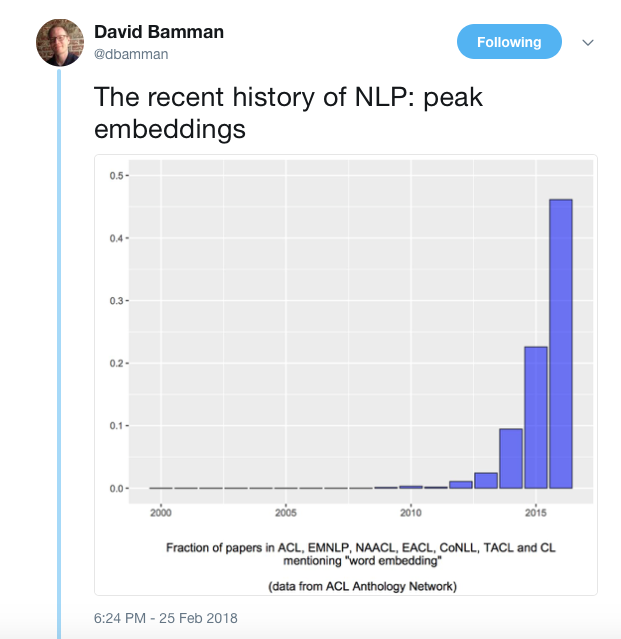 David Bamman
@dbamman
Following
The recent history of NLP: peak
embeddings
0.5
0.4
0.3
0.2
0.1
0.0
2000
2005
2010
2015
Fraction of papers in ACL, EMNLP, NAACL, EACL, CoNLL, TACL and CL
mentioning "word embedding"
(data from ACL Anthology Network)
6:24 PM - 25 Feb 2018